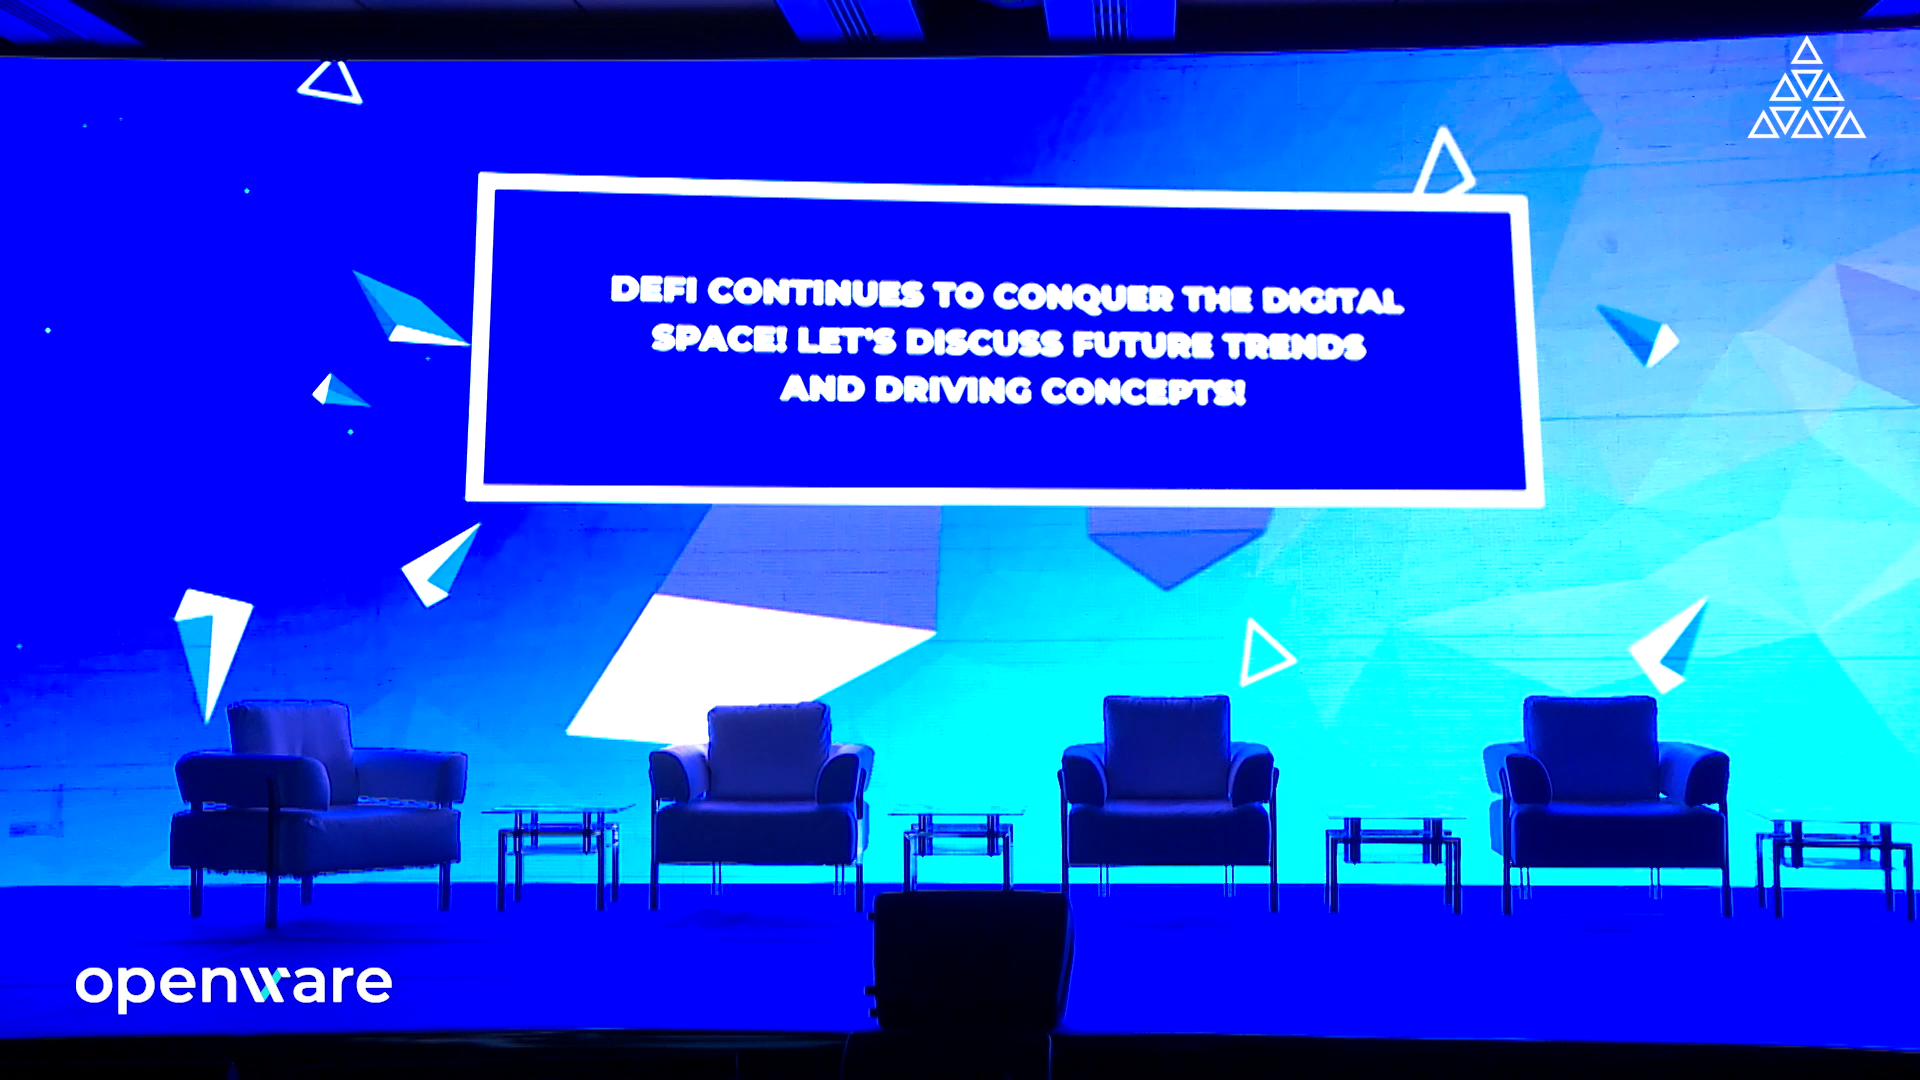 DEFI CONTINUES TO CONQUER THE DIGITAL
SPACE! LET'S DISCUSS FUTURE TRENDS
AND DRIVING CONCEPTS!
openware